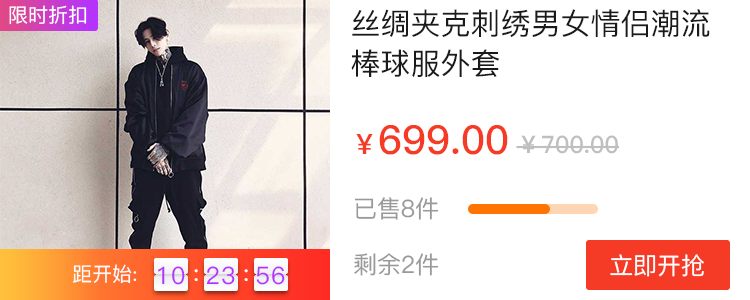 限时折扣
丝绸夹克刺绣男女情侣潮流
棒球服外套
¥699.00 ¥700.00
已售8件
剩余2件
立即开抢
距开始: 10:23:56